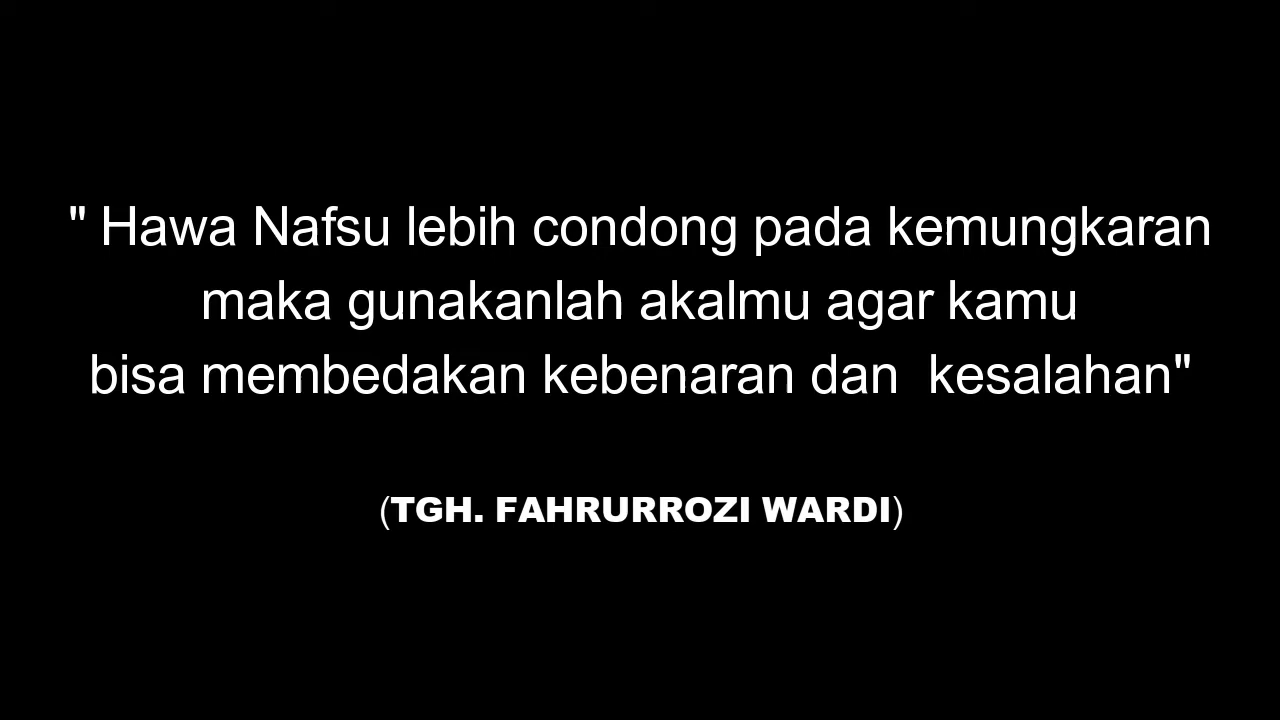 " Hawa Nafsu lebih condong pada kemungkaran
maka gunakanlah akalmu agar kamu
bisa membedakan kebenaran dan  kesalahan"
(TGH. FAHRURROZI WARDI)